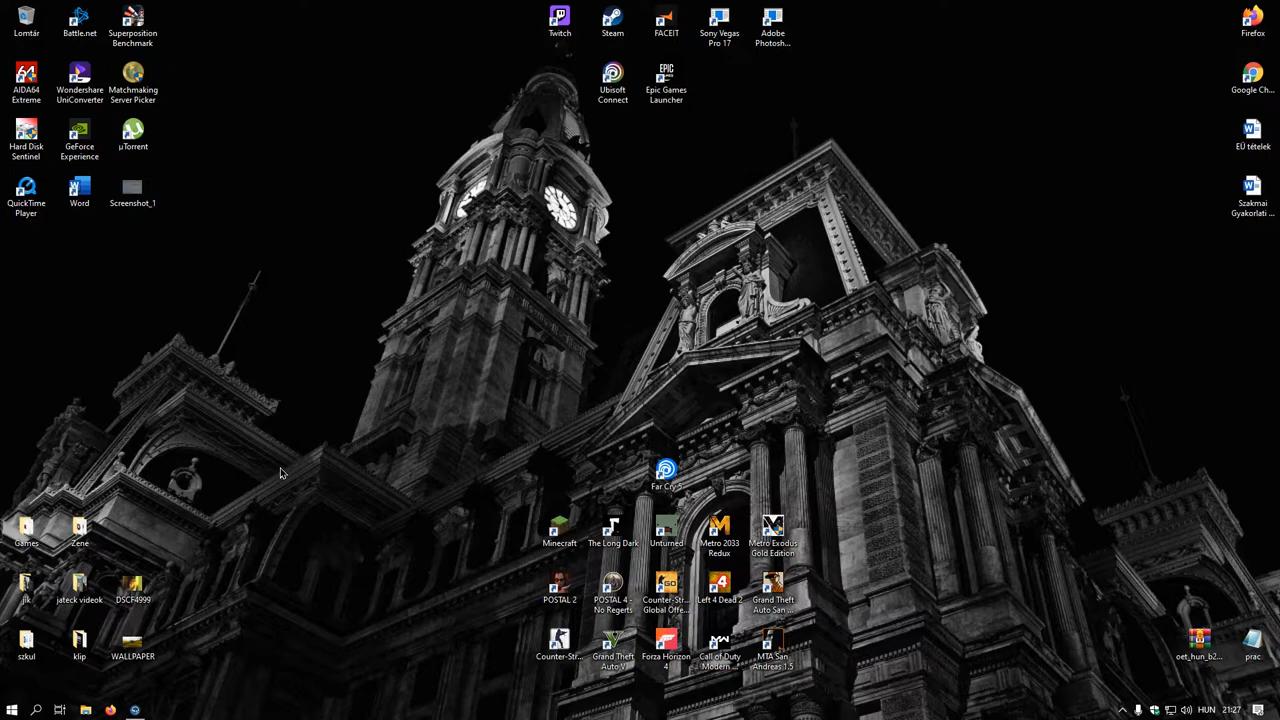 Lomtár
Battle.net
Superposition
Benchmark
Twitch
Steam
FACEIT
Sony Vegas
Pro 17
Adobe
Photosh...
Firefox
AIDA64
Extreme
Wondershare
UniConverter
Matchmaking
Server Picker
Ubisoft
Connect
Epic Games
Launcher
Google Ch...
Hard Disk
Sentinel
GeForce
Experience
µTorrent
EÜ tételek
QuickTime
Player
Word
Screenshot_1
Szakmai
Gyakorlati ...
Far Cry 5
Games
Zene
Minecraft
The Long Dark
Unturned
Metro 2033
Redux
Metro Exodus
Gold Edition
jateck videok
DSCF4999
POSTAL 2
POSTAL 4 -
No Regerts
Counter-Str...
Global Offe...
Left 4 Dead 2
Grand Theft
Auto San ...
szkul
klip
WALLPAPER
Counter-Str...
Grand Theft
Auto V
Forza Horizon
4
Call of Duty
Modern ...
MTA San
Andreas 1.5
oet_hun_b2...
prac
HUN
21:27